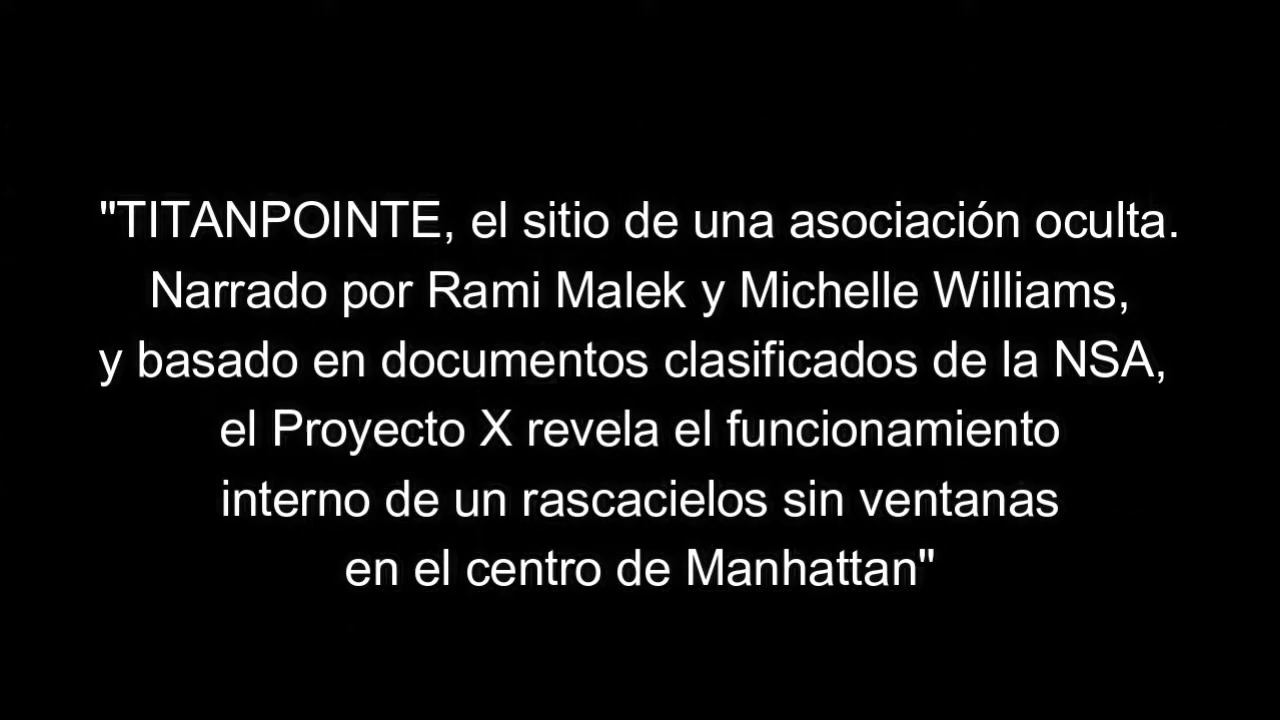 "TITANPOINTE, el sitio de una asociación oculta.
Narrado por Rami Malek y Michelle Williams,
y basado en documentos clasificados de la NSA,
el Proyecto X revela el funcionamiento
interno de un rascacielos sin ventanas
en el centro de Manhattan"